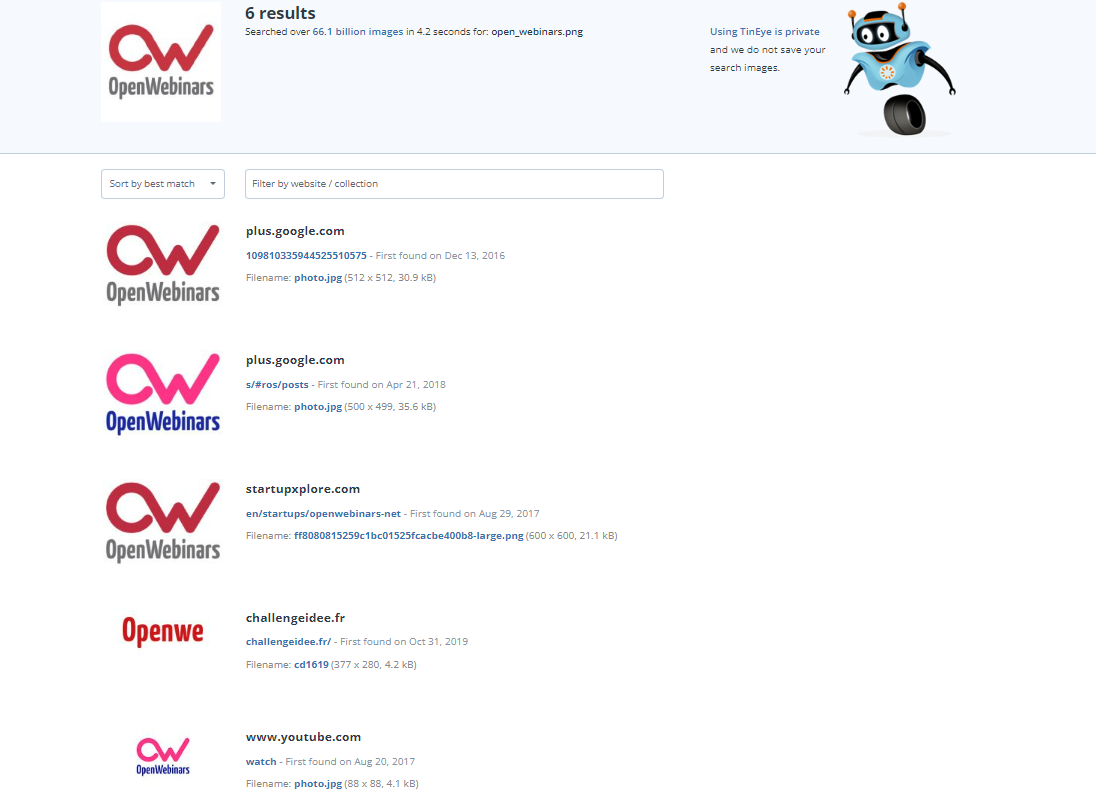 OpenWebinars
6 results
Searched over 66.1 billion images in 4.2 seconds for: open_webinars.png
Using TinEye is private
and we do not save your
search images.
Sort by best match
Filter by website / collection
OpenWebinars
plus.google.com
109810335944525510575 - First found on Dec 13, 2016
Filename: photo.jpg (512 x 512, 30.9 kB)
OpenWebinars
plus.google.com
s/#ros/posts - First found on Apr 21, 2018
Filename: photo.jpg (500 x 499, 35.6 kB)
OpenWebinars
startupxplore.com
en/startups/openwebinars-net - First found on Aug 29, 2017
Filename: ff8080815259c1bc01525fcacbe400b8-large.png (600 x 600, 21.1 kB)
Openwe
challengeidee.fr
challengeidee.fr/ - First found on Oct 31, 2019
Filename: cd1619 (377 x 280, 4.2 kB)
OpenWebinars
www.youtube.com
watch - First found on Aug 20, 2017
Filename: photo.jpg (88 x 88, 4.1 kB)